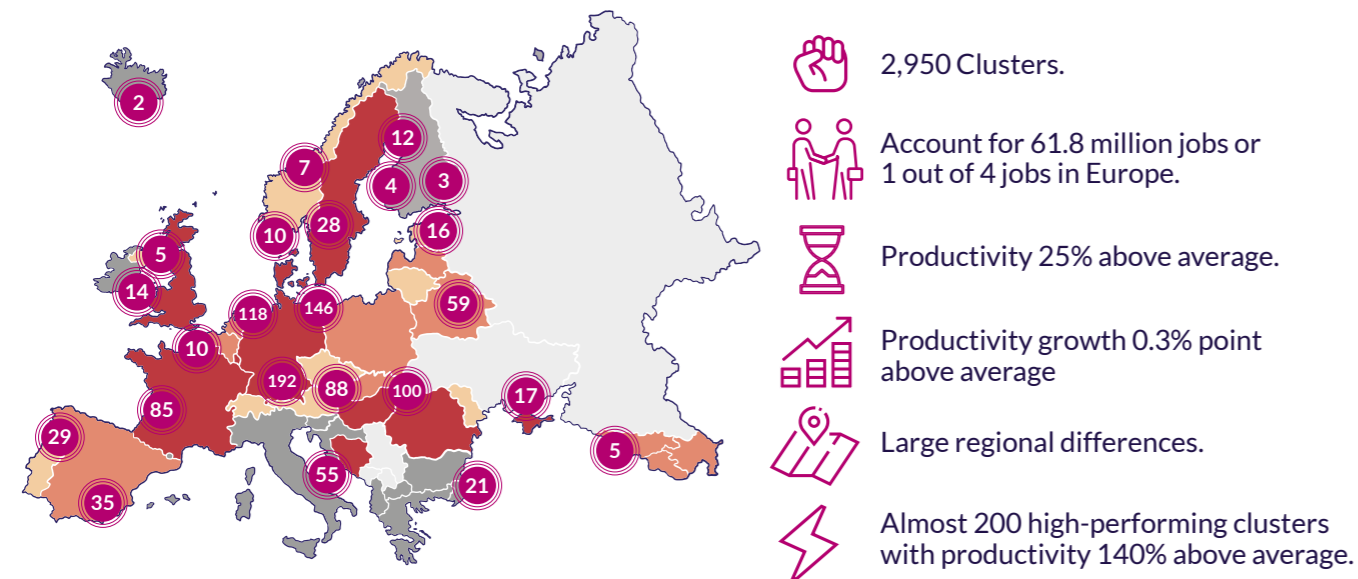 2
12
7
4
3
28
10
16
5
14
118
146
59
10
192
88
100
17
85
29
5
55
21
35
2,950 Clusters.
Account for 61.8 million jobs or
1 out of 4 jobs in Europe.
Productivity 25% above average.
Productivity growth 0.3% point
above average
Large regional differences.
Almost 200 high-performing clusters
with productivity 140% above average.